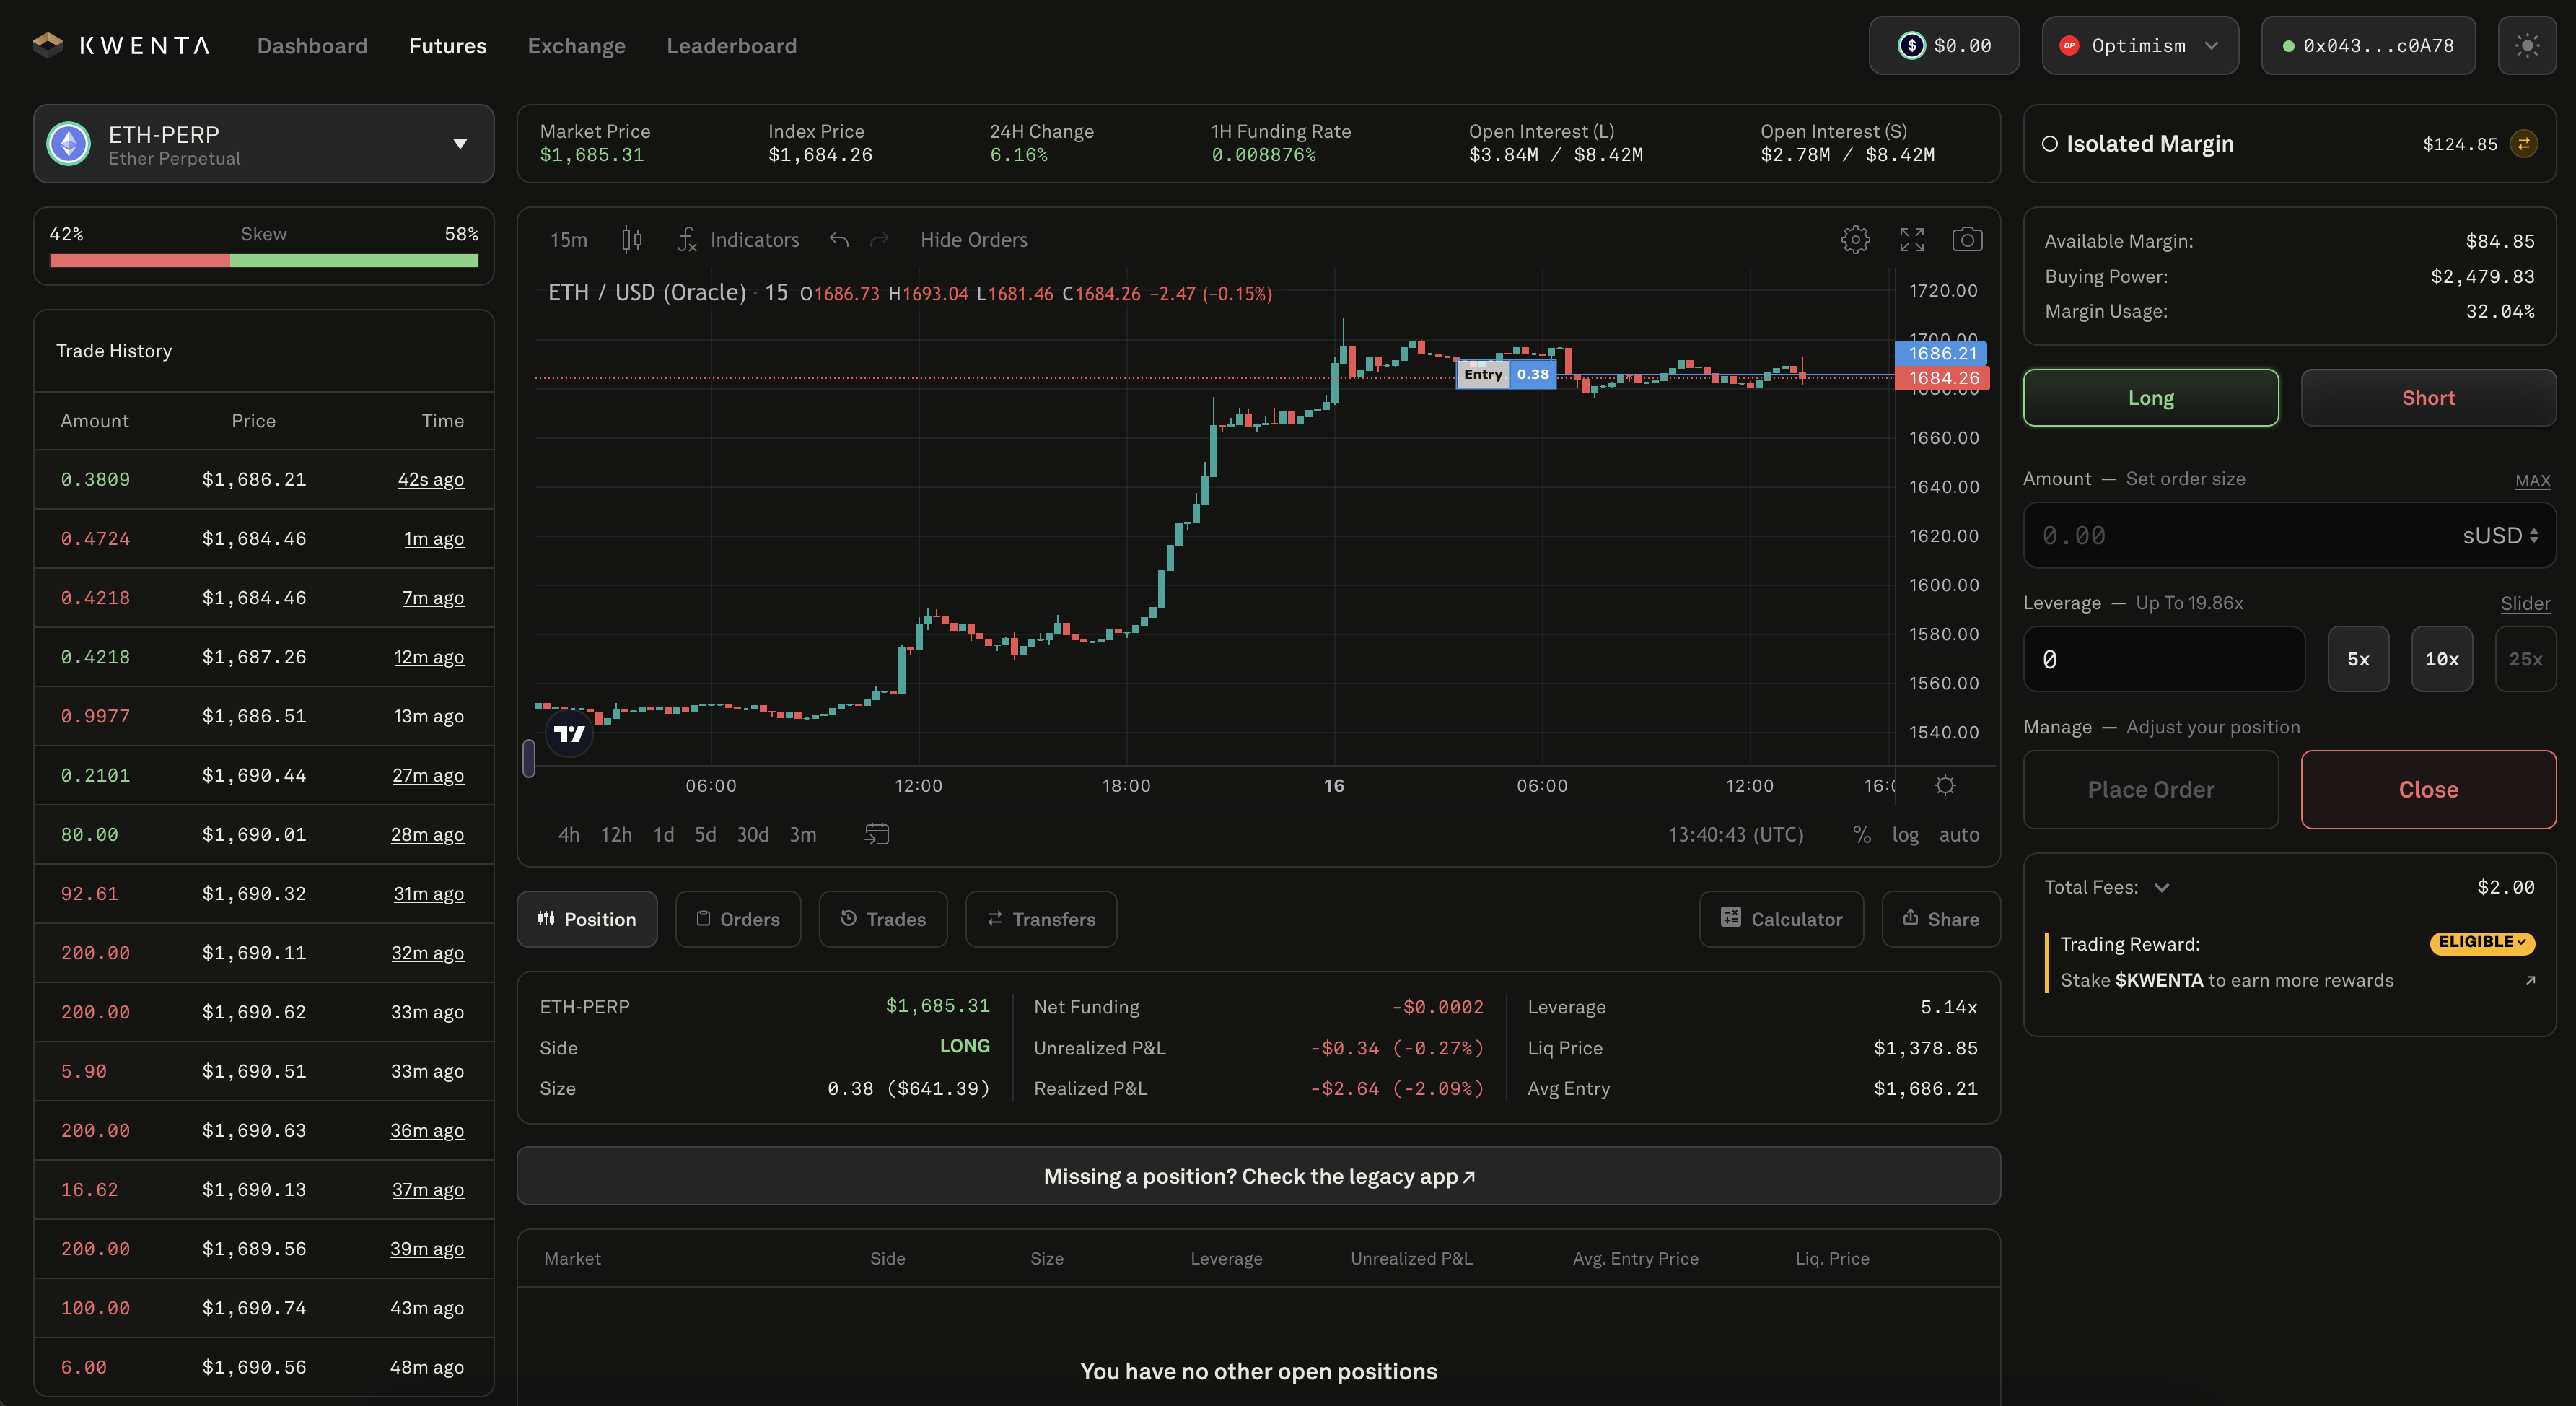 KWENTA Dashboard Futures Exchange Leaderboard $0.00 Optimism 0x043...c0A78
ETH-PERP
Ether Perpetual
42% Skew 58%
Trade History
Amount Price Time
0.3809 $1,686.21 42s ago
0.4724 $1,684.46 1m ago
0.4218 $1,684.46 7m ago
0.4218 $1,687.26 12m ago
0.9977 $1,686.51 13m ago
0.2101 $1,690.44 27m ago
80.00 $1,690.01 28m ago
92.61 $1,690.32 31m ago
200.00 $1,690.11 32m ago
200.00 $1,690.62 33m ago
5.90 $1,690.51 33m ago
200.00 $1,690.63 36m ago
16.62 $1,690.13 37m ago
200.00 $1,689.56 39m ago
100.00 $1,690.74 43m ago
6.00 $1,690.56 48m ago
Market Price Index Price 24H Change 1H Funding Rate Open Interest (L) Open Interest (S)
$1,685.31 $1,684.26 6.16% 0.008876% $3.84M / $8.42M $2.78M / $8.42M
15m Indicators Hide Orders
ETH / USD (Oracle) · 15 O1686.73 H1693.04 L1681.46 C1684.26 −2.47 (−0.15%)
1720.00
1700.00
1686.21
Entry 0.38
1684.26
1680.00
1660.00
1640.00
1620.00
1600.00
1580.00
1560.00
1540.00
06:00 12:00 18:00 16 06:00 12:00 16:0
4h 12h 1d 5d 30d 3m 13:40:43 (UTC) % log auto
Position Orders Trades Transfers Calculator Share
ETH-PERP $1,685.31 Net Funding -$0.0002 Leverage 5.14x
Side LONG Unrealized P&L -$0.34 (-0.27%) Liq Price $1,378.85
Size 0.38 ($641.39) Realized P&L -$2.64 (-2.09%) Avg Entry $1,686.21
Missing a position? Check the legacy app↗
Market Side Size Leverage Unrealized P&L Avg. Entry Price Liq. Price
You have no other open positions
Isolated Margin $124.85
Available Margin: $84.85
Buying Power: $2,479.83
Margin Usage: 32.04%
Long Short
Amount — Set order size MAX
0.00 sUSD
Leverage — Up To 19.86x Slider
0 5x 10x 25x
Manage — Adjust your position
Place Order Close
Total Fees: $2.00
Trading Reward: ELIGIBLE
Stake $KWENTA to earn more rewards ↗